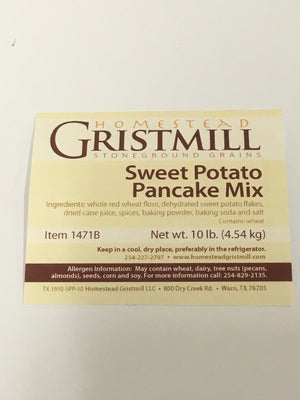 HOMESTEAD
GRISTMILL
STONEGROUND GRAINS
Sweet Potato
Pancake Mix
Ingredients: whole red wheat flour, dehydrated sweet potato flakes,
dried cane juice, spices, baking powder, baking soda and salt
Contains: wheat
Item 1471B Net wt. 10 lb. (4.54 kg)
Keep in a cool, dry place, preferably in the refrigerator.
254-227-2797 • www.homesteadgristmill.com
Allergen Information: May contain wheat, dairy, tree nuts (pecans,
almonds), seeds, corn and soy. For more information call: 254-829-2135.
TX 1910-SPP-10 Homestead Gristmill LLC • 800 Dry Creek Rd. • Waco, TX 76705